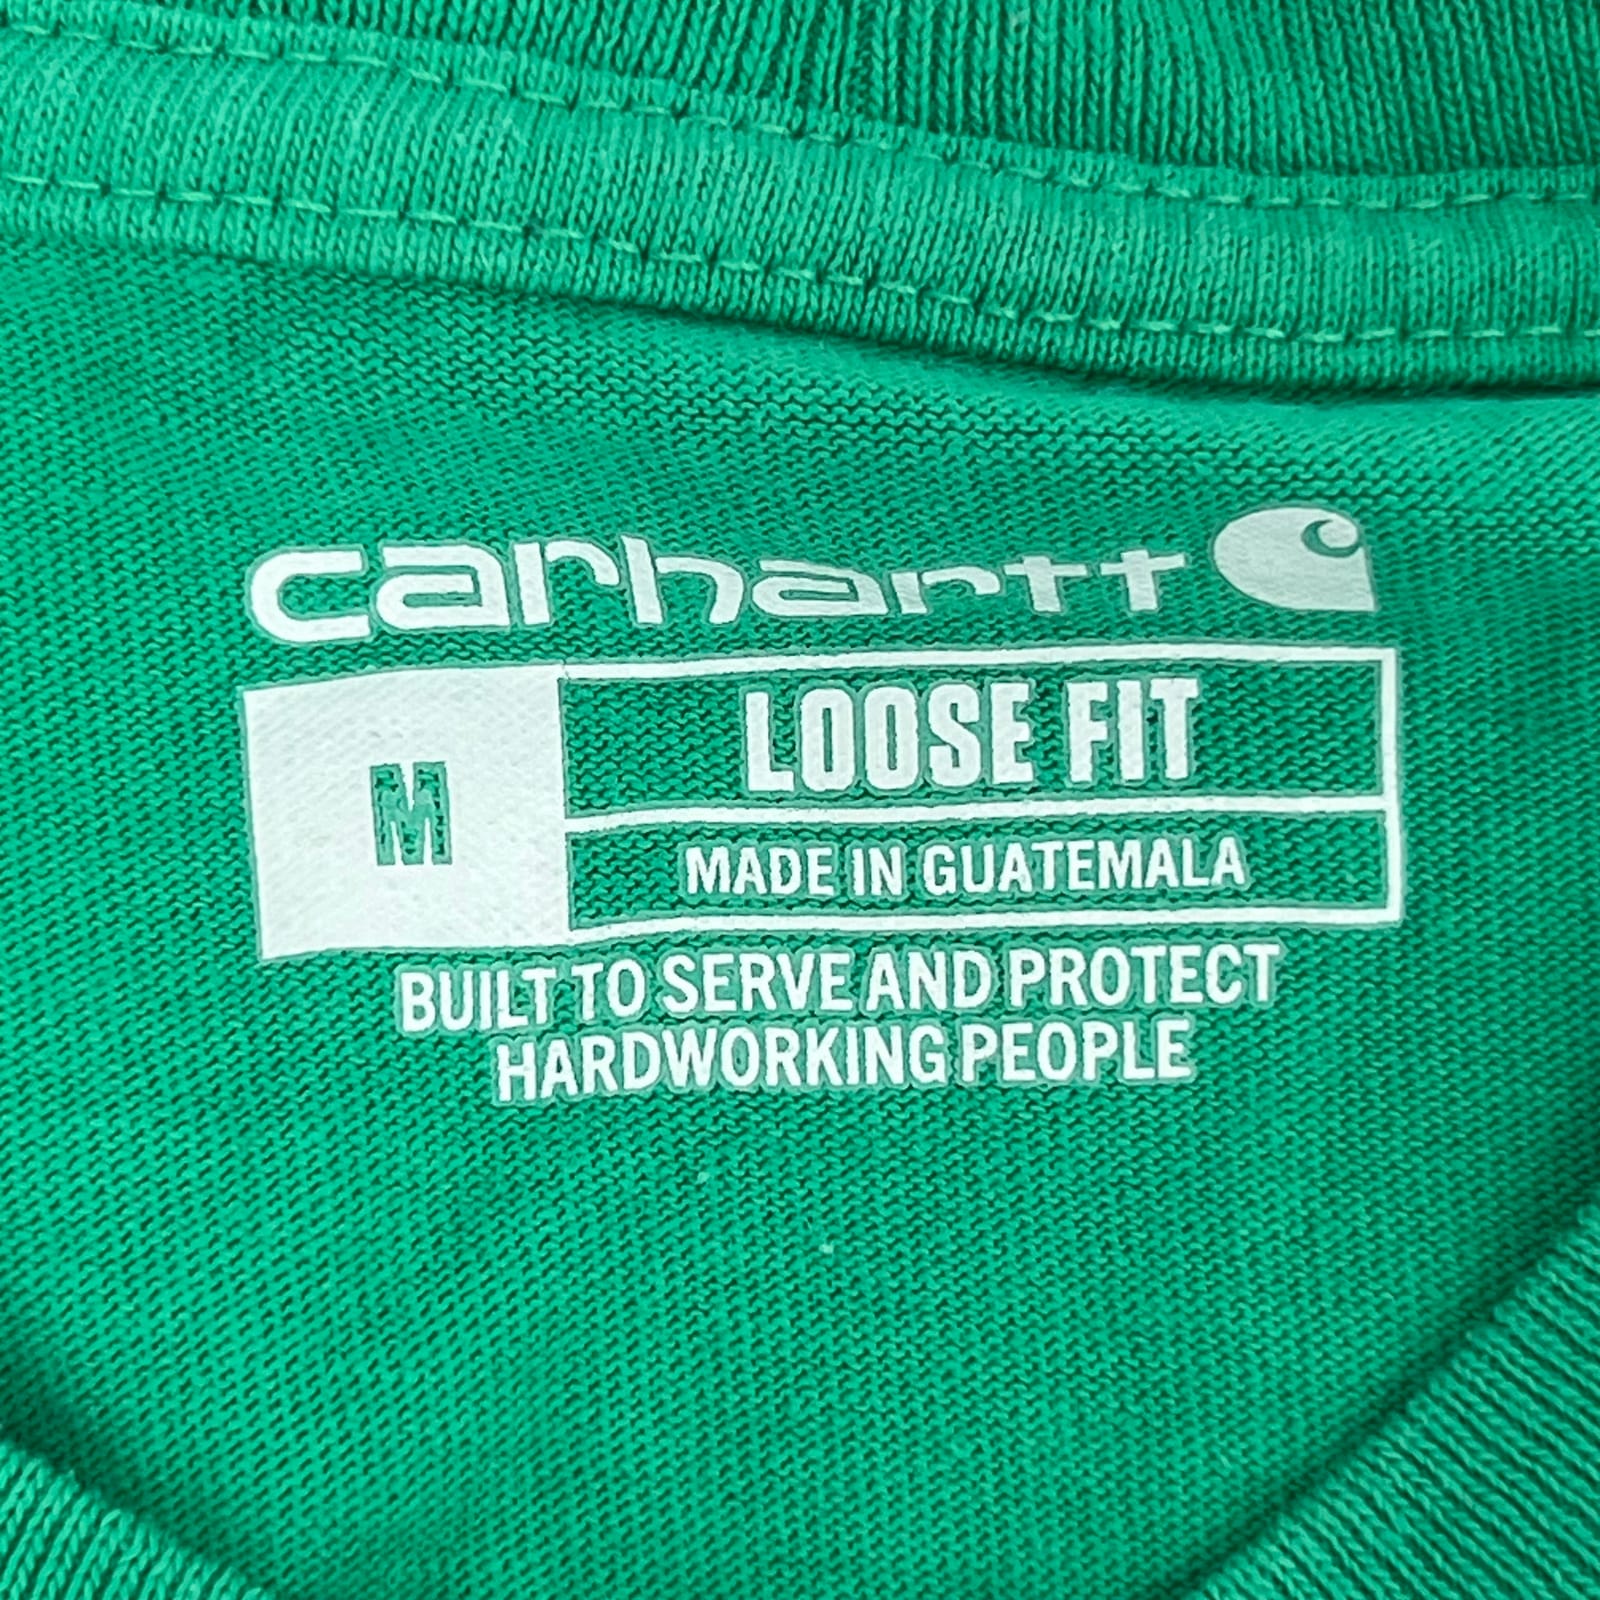 carhartt
M
LOOSE FIT
MADE IN GUATEMALA
BUILT TO SERVE AND PROTECT
HARDWORKING PEOPLE